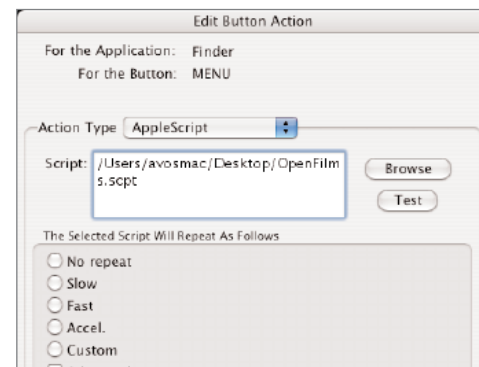 Edit Button Action
For the Application: Finder
For the Button: MENU
Action Type AppleScript
Script: /Users/avosmac/Desktop/OpenFilm
s.scpt
Browse
Test
The Selected Script Will Repeat As Follows
No repeat
Slow
Fast
Accel.
Custom